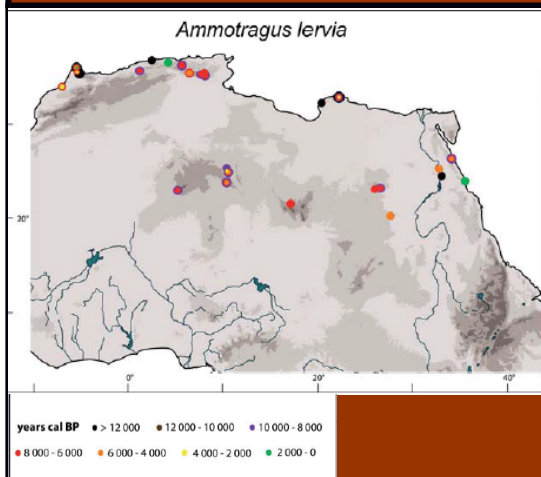 Ammotragus lervia
20°
0° 20° 40°
years cal BP > 12 000 12 000 - 10 000 10 000 - 8 000
8 000 - 6 000 6 000 - 4 000 4 000 - 2 000 2 000 - 0